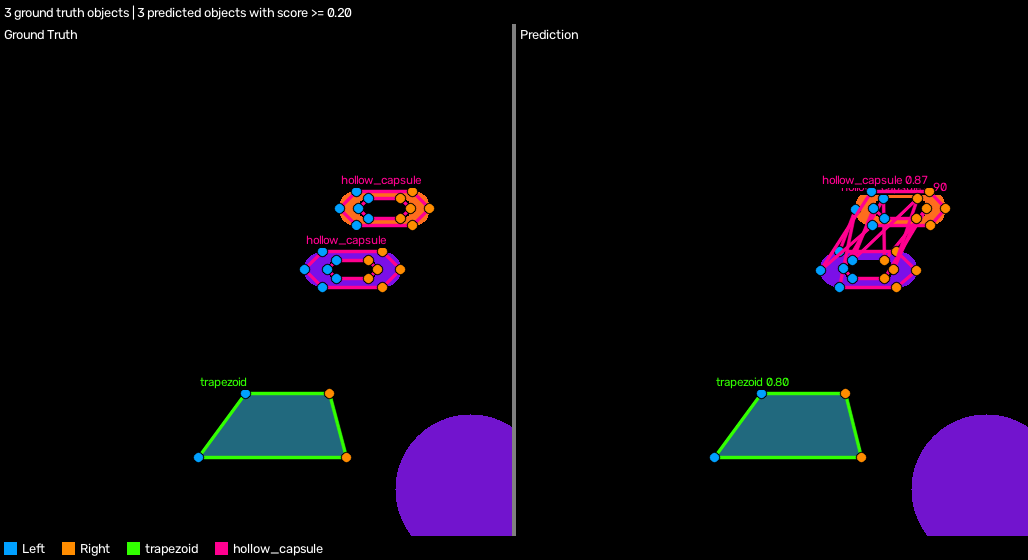 3 ground truth objects | 3 predicted objects with score >= 0.20
Ground Truth
Prediction
hollow_capsule
hollow_capsule
trapezoid
hollow_capsule 0.87
90
trapezoid 0.80
Left
Right
trapezoid
hollow_capsule